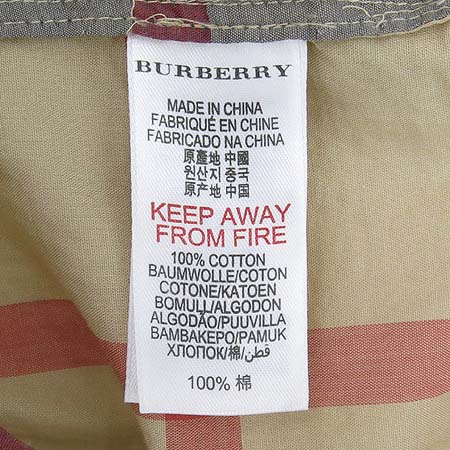 BURBERRY
MADE IN CHINA
FABRIQUÉ EN CHINE
FABRICADO NA CHINA
原產地 中國
원산지 중국
原产地 中国
KEEP AWAY
FROM FIRE
100% COTTON
BAUMWOLLE/COTON
COTONE/KATOEN
BOMULL/ALGODON
ALGODÃO/PUUVILLA
BAMBAKEPO/PAMUK
ХЛОПОК/棉/قطن
100% 棉